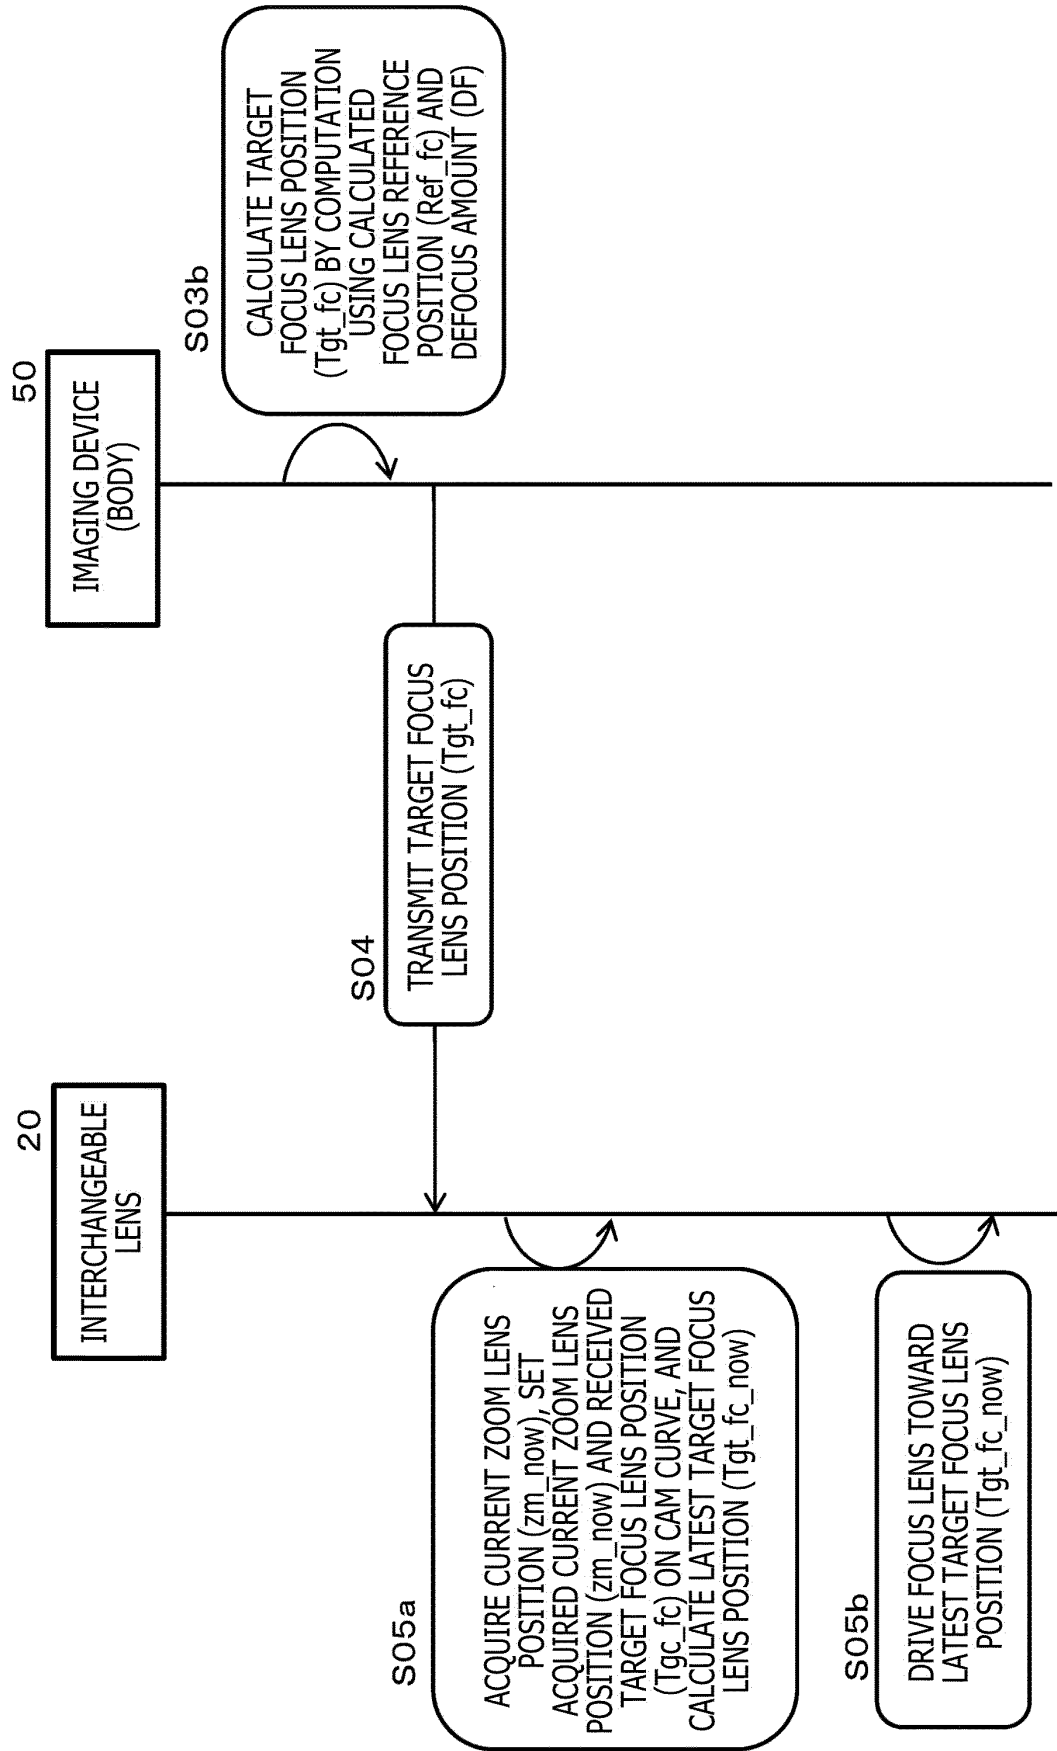 20
INTERCHANGEABLE
LENS
50
IMAGING DEVICE
(BODY)
S03b
CALCULATE TARGET
FOCUS LENS POSITION
(Tgt_fc) BY COMPUTATION
USING CALCULATED
FOCUS LENS REFERENCE
POSITION (Ref_fc) AND
DEFOCUS AMOUNT (DF)
S04
TRANSMIT TARGET FOCUS
LENS POSITION (Tgt_fc)
S05a
ACQUIRE CURRENT ZOOM LENS
POSITION (zm_now), SET
ACQUIRED CURRENT ZOOM LENS
POSITION (zm_now) AND RECEIVED
TARGET FOCUS LENS POSITION
(Tgc_fc) ON CAM CURVE, AND
CALCULATE LATEST TARGET FOCUS
LENS POSITION (Tgt_fc_now)
S05b
DRIVE FOCUS LENS TOWARD
LATEST TARGET FOCUS LENS
POSITION (Tgt_fc_now)